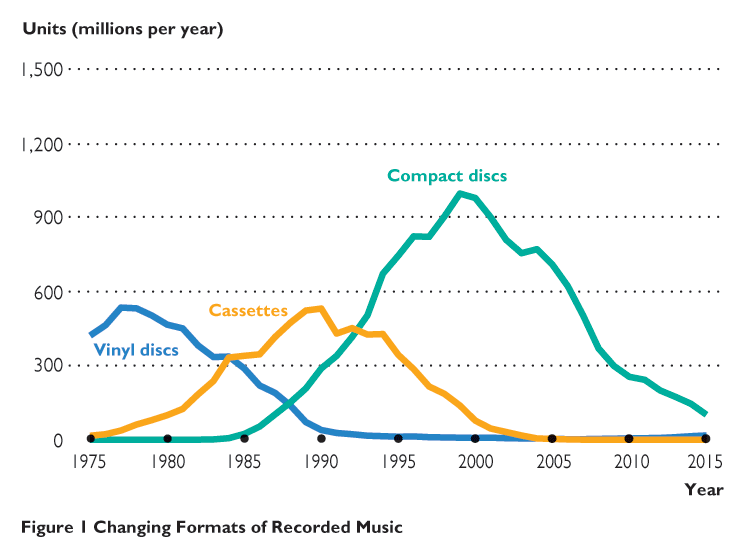 Units (millions per year)
1,500
1,200
Compact discs
900
600
Cassettes
Vinyl discs
300
0
1975 1980 1985 1990 1995 2000 2005 2010 2015
Year
Figure 1 Changing Formats of Recorded Music